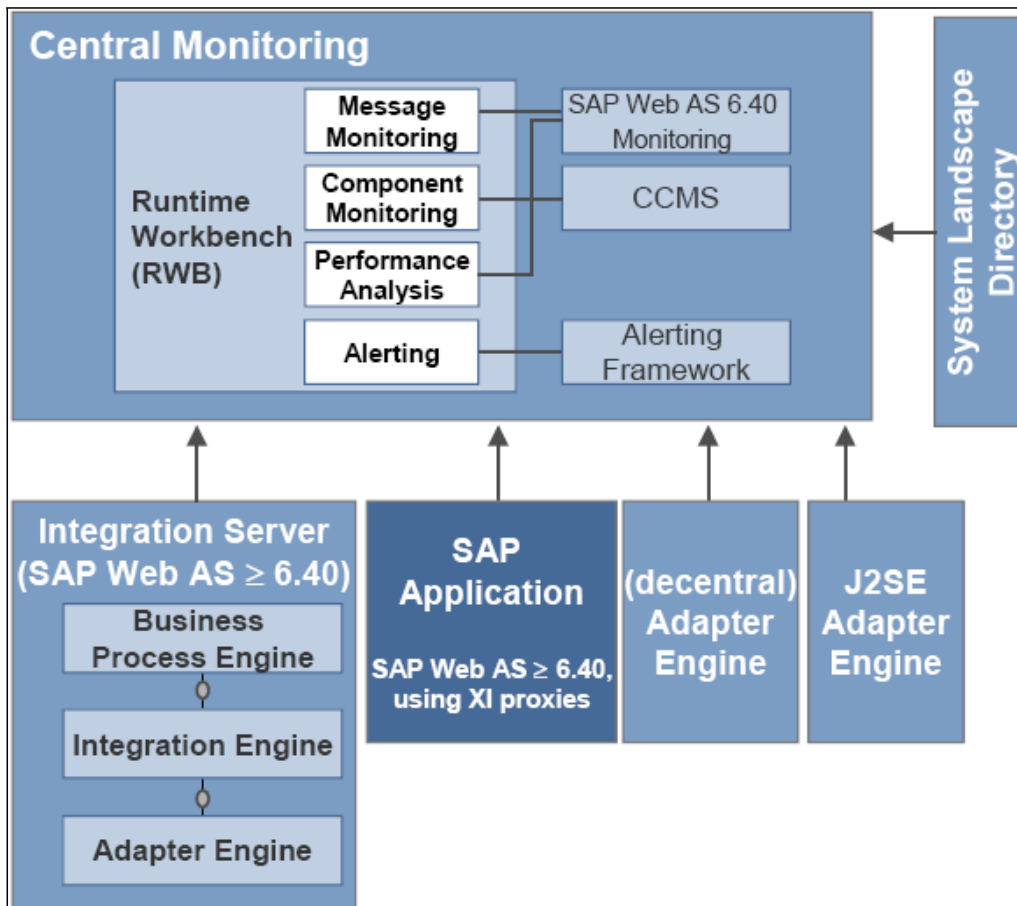 Central Monitoring
Runtime
Workbench
(RWB)
Message
Monitoring
Component
Monitoring
Performance
Analysis
Alerting
SAP Web AS 6.40
Monitoring
CCMS
Alerting
Framework
System Landscape
Directory
Integration Server
(SAP Web AS ≥ 6.40)
Business
Process Engine
Integration Engine
Adapter Engine
SAP
Application
SAP Web AS ≥ 6.40,
using XI proxies
(decentral)
Adapter
Engine
J2SE
Adapter
Engine